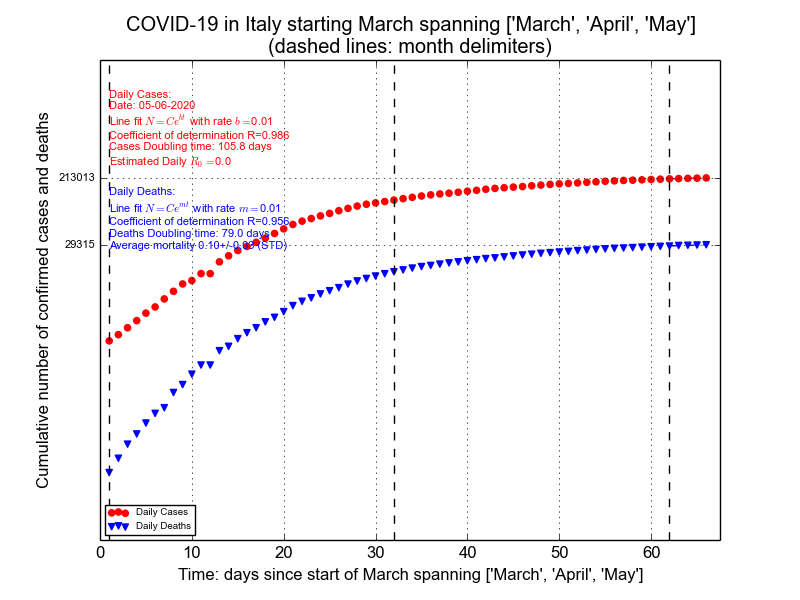 COVID-19 in Italy starting March spanning ['March', 'April', 'May']
(dashed lines: month delimiters)
Daily Cases:
Date: 05-06-2020
Line fit N=Ce^{bt} with rate b=0.01
Coefficient of determination R=0.986
Cases Doubling time: 105.8 days
Estimated Daily R_0 =0.0
213013
Daily Deaths:
Line fit N=Ce^{mt} with rate m=0.01
Coefficient of determination R=0.956
Deaths Doubling time: 79.0 days
Average mortality 0.10+/- (STD)
29315
Cumulative number of confirmed cases and deaths
Daily Cases
Daily Deaths
0 10 20 30 40 50 60
Time: days since start of March spanning ['March', 'April', 'May']